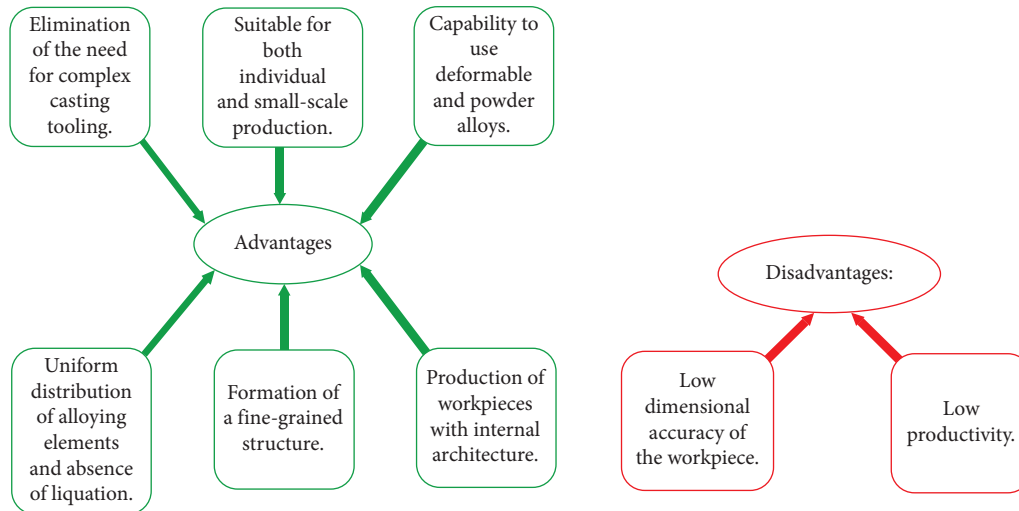 Elimination
of the need
for complex
casting
tooling.
Suitable for
both
individual
and small-scale
production.
Capability to
use
deformable
and powder
alloys.
Advantages
Uniform
distribution
of alloying
elements
and absence
of liquation.
Formation of
a fine-grained
structure.
Production of
workpieces
with internal
architecture.
Disadvantages:
Low
dimensional
accuracy of
the workpiece.
Low
productivity.